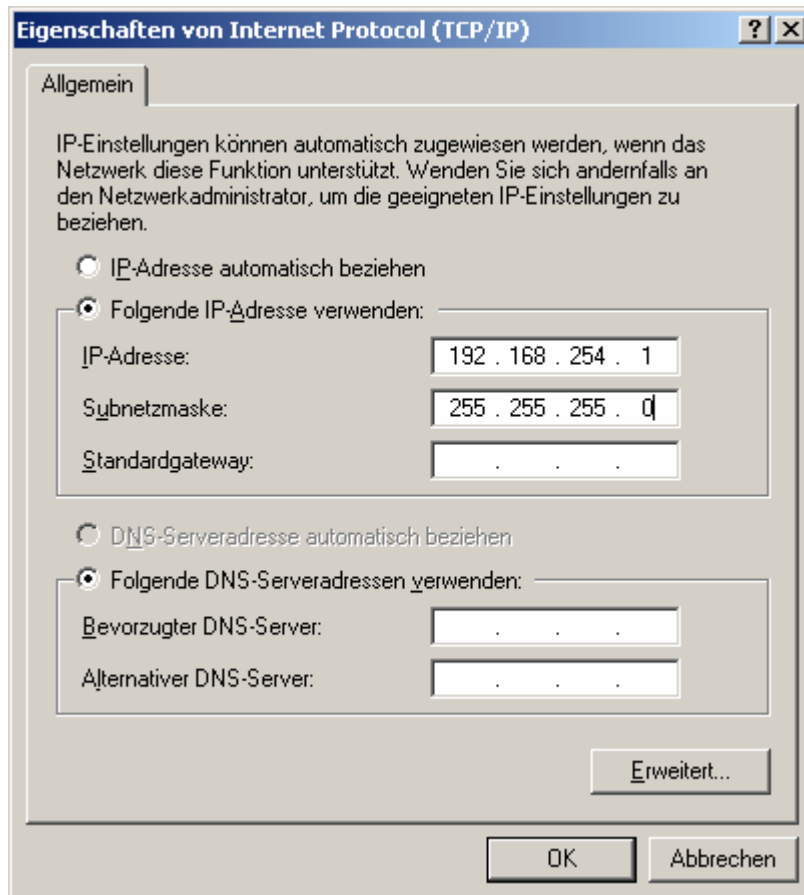 Eigenschaften von Internet Protocol (TCP/IP)
Allgemein
IP-Einstellungen können automatisch zugewiesen werden, wenn das
Netzwerk diese Funktion unterstützt. Wenden Sie sich andernfalls an
den Netzwerkadministrator, um die geeigneten IP-Einstellungen zu
beziehen.
IP-Adresse automatisch beziehen
Folgende IP-Adresse verwenden:
IP-Adresse: 192 . 168 . 254 . 1
Subnetzmaske: 255 . 255 . 255 . 0
Standardgateway: . . .
DNS-Serveradresse automatisch beziehen
Folgende DNS-Serveradressen verwenden:
Bevorzugter DNS-Server: . . .
Alternativer DNS-Server: . . .
Erweitert...
OK Abbrechen